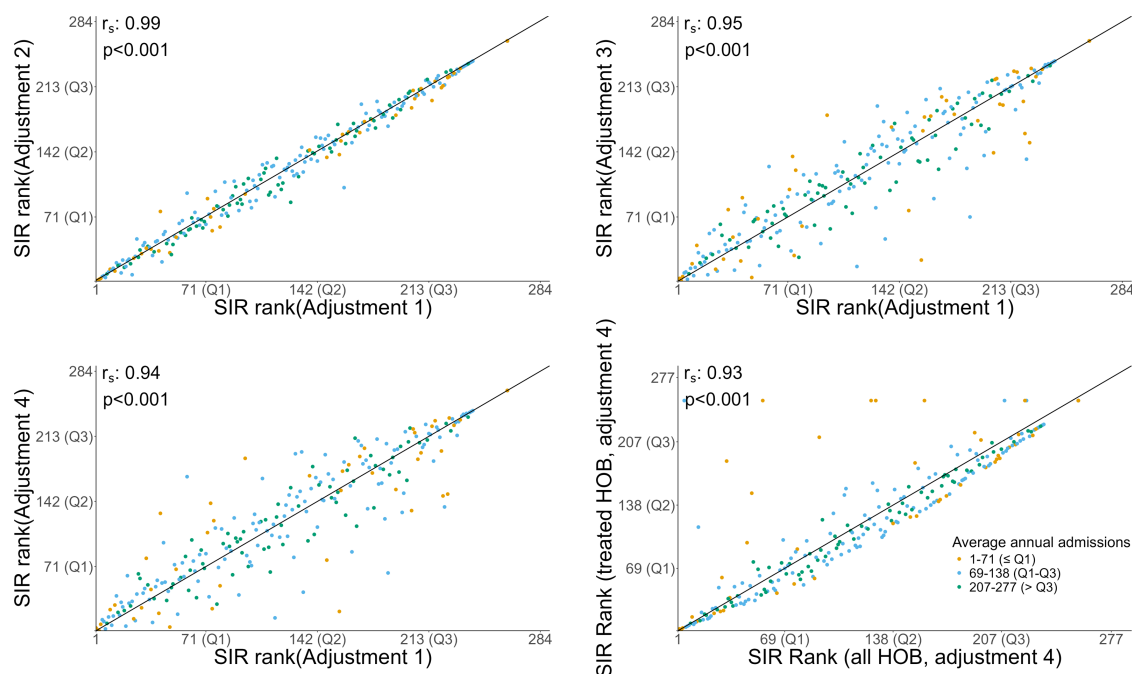 284
213 (Q3)
142 (Q2)
71 (Q1)
SIR rank(Adjustment 2)
rs: 0.99
p<0.001
1
71 (Q1)
142 (Q2)
213 (Q3)
284
SIR rank(Adjustment 1)
284
213 (Q3)
142 (Q2)
71 (Q1)
SIR rank(Adjustment 3)
rs: 0.95
p<0.001
1
71 (Q1)
142 (Q2)
213 (Q3)
284
SIR rank(Adjustment 1)
284
213 (Q3)
142 (Q2)
71 (Q1)
SIR rank(Adjustment 4)
rs: 0.94
p<0.001
1
71 (Q1)
142 (Q2)
213 (Q3)
284
SIR rank(Adjustment 1)
277
207 (Q3)
138 (Q2)
69 (Q1)
SIR Rank (treated HOB, adjustment 4)
rs: 0.93
p<0.001
Average annual admissions
1-71 (≤ Q1)
69-138 (Q1-Q3)
207-277 (> Q3)
1
69 (Q1)
138 (Q2)
207 (Q3)
277
SIR Rank (all HOB, adjustment 4)